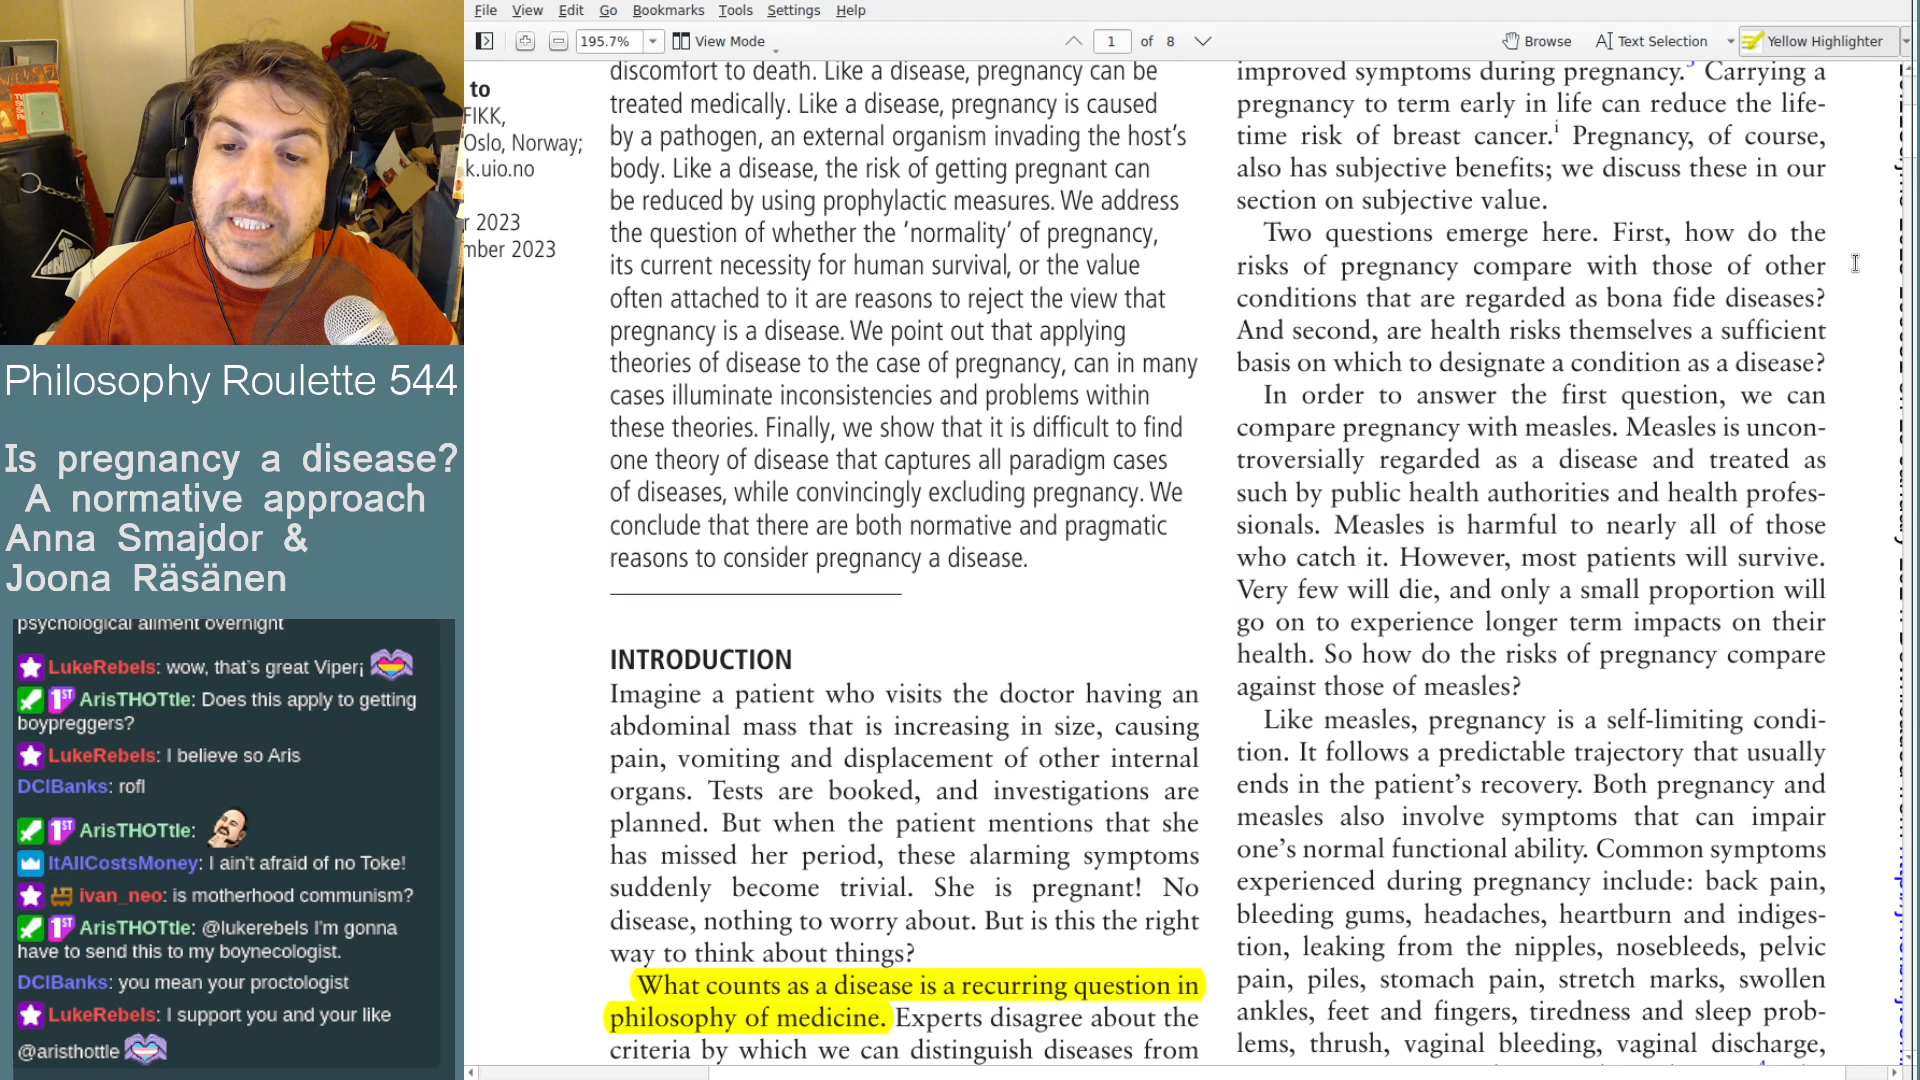 File View Edit Go Bookmarks Tools Settings Help
195.7% View Mode 1 of 8 Browse Text Selection Yellow Highlighter
to
FIKK,
Oslo, Norway;
k.uio.no
r 2023
mber 2023
discomfort to death. Like a disease, pregnancy can be
treated medically. Like a disease, pregnancy is caused
by a pathogen, an external organism invading the host's
body. Like a disease, the risk of getting pregnant can
be reduced by using prophylactic measures. We address
the question of whether the 'normality' of pregnancy,
its current necessity for human survival, or the value
often attached to it are reasons to reject the view that
pregnancy is a disease. We point out that applying
theories of disease to the case of pregnancy, can in many
cases illuminate inconsistencies and problems within
these theories. Finally, we show that it is difficult to find
one theory of disease that captures all paradigm cases
of diseases, while convincingly excluding pregnancy. We
conclude that there are both normative and pragmatic
reasons to consider pregnancy a disease.
INTRODUCTION
Imagine a patient who visits the doctor having an
abdominal mass that is increasing in size, causing
pain, vomiting and displacement of other internal
organs. Tests are booked, and investigations are
planned. But when the patient mentions that she
has missed her period, these alarming symptoms
suddenly become trivial. She is pregnant! No
disease, nothing to worry about. But is this the right
way to think about things?
What counts as a disease is a recurring question in
philosophy of medicine. Experts disagree about the
criteria by which we can distinguish diseases from
improved symptoms during pregnancy.³ Carrying a
pregnancy to term early in life can reduce the life-
time risk of breast cancer.ⁱ Pregnancy, of course,
also has subjective benefits; we discuss these in our
section on subjective value.
Two questions emerge here. First, how do the
risks of pregnancy compare with those of other
conditions that are regarded as bona fide diseases?
And second, are health risks themselves a sufficient
basis on which to designate a condition as a disease?
In order to answer the first question, we can
compare pregnancy with measles. Measles is uncon-
troversially regarded as a disease and treated as
such by public health authorities and health profes-
sionals. Measles is harmful to nearly all of those
who catch it. However, most patients will survive.
Very few will die, and only a small proportion will
go on to experience longer term impacts on their
health. So how do the risks of pregnancy compare
against those of measles?
Like measles, pregnancy is a self-limiting condi-
tion. It follows a predictable trajectory that usually
ends in the patient's recovery. Both pregnancy and
measles also involve symptoms that can impair
one's normal functional ability. Common symptoms
experienced during pregnancy include: back pain,
bleeding gums, headaches, heartburn and indiges-
tion, leaking from the nipples, nosebleeds, pelvic
pain, piles, stomach pain, stretch marks, swollen
ankles, feet and fingers, tiredness and sleep prob-
lems, thrush, vaginal bleeding, vaginal discharge,
Philosophy Roulette 544
Is pregnancy a disease?
A normative approach
Anna Smajdor &
Joona Räsänen
psychological ailment overnight
LukeRebels: wow, that's great Viper¡
1ST ArisTHOTtle: Does this apply to getting
boypreggers?
LukeRebels: I believe so Aris
DCIBanks: rofl
1ST ArisTHOTtle:
ItAllCostsMoney: I ain't afraid of no Toke!
ivan_neo: is motherhood communism?
1ST ArisTHOTtle: @lukerebels I'm gonna
have to send this to my boynecologist.
DCIBanks: you mean your proctologist
LukeRebels: I support you and your like
@aristhottle